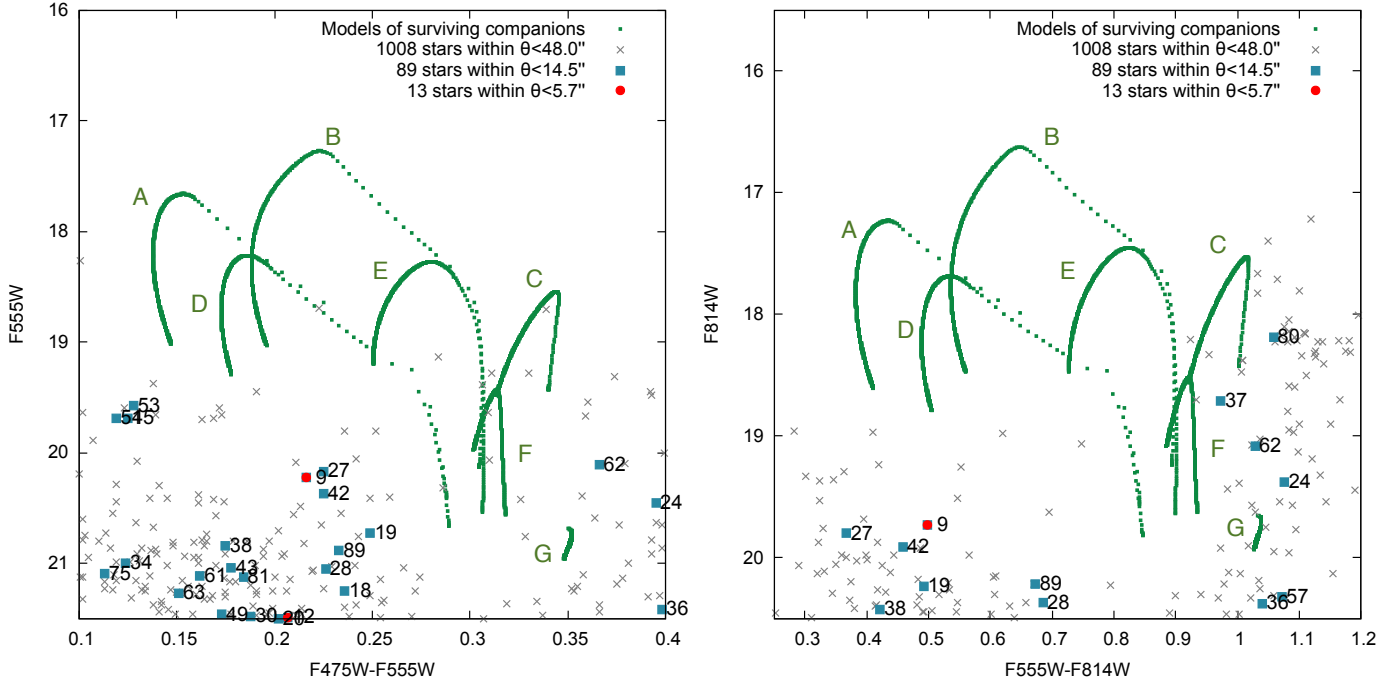 16
17
18
19
20
21
0.1
0.15
0.2
0.25
0.3
0.35
0.4
F555W
F475W-F555W
Models of surviving companions
1008 stars within θ<48.0"
89 stars within θ<14.5"
13 stars within θ<5.7"
A
B
C
D
E
F
G
53
45
27
9
42
62
24
19
89
38
34
43
28
75
61
81
18
63
49
30
36
16
17
18
19
20
0.3
0.4
0.5
0.6
0.7
0.8
0.9
1
1.1
1.2
F814W
F555W-F814W
Models of surviving companions
1008 stars within θ<48.0"
89 stars within θ<14.5"
13 stars within θ<5.7"
A
B
C
D
E
F
G
80
37
62
24
9
27
42
19
89
38
28
57
36